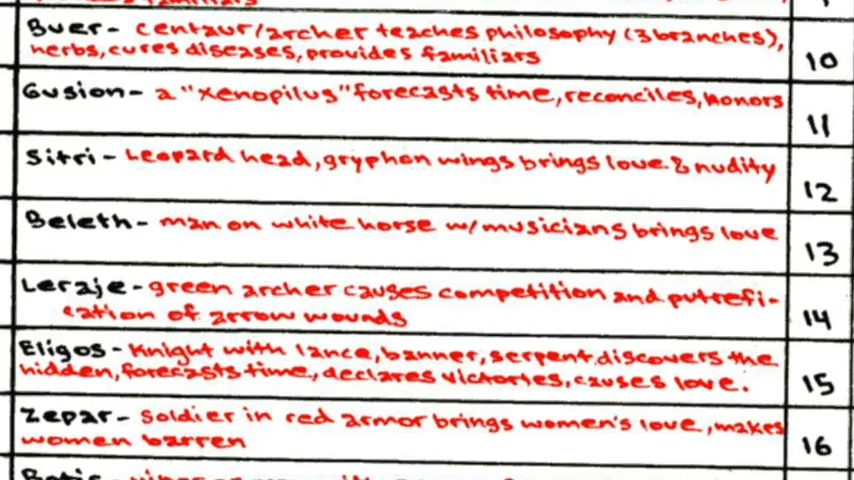 Buer- centaur/archer teaches philosophy (3 branches),
herbs, cures diseases, provides familiars
10
Gusion- a "xenopilus" forecasts time, reconciles, honors
11
Sitri- Leopard head, gryphon wings brings love & nudity
12
Beleth- man on white horse w/musicians brings love
13
Leraje- green archer causes competition and putrefi-
cation of arrow wounds
14
Eligos- Knight with lance, banner, serpent. discovers the
hidden, forecasts time, declares victories, causes love.
15
Zepar- soldier in red armor brings women's love, makes
women barren
16